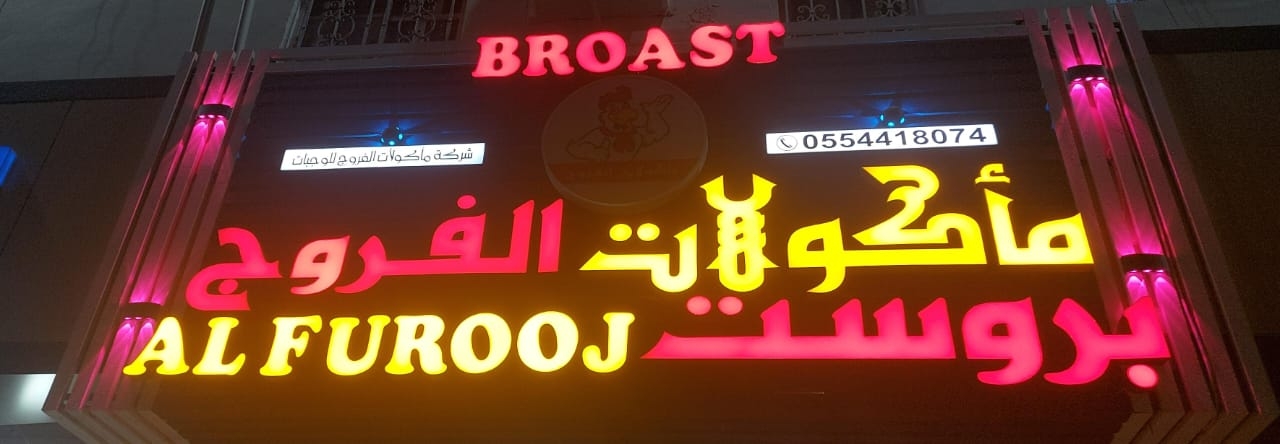 BROAST
0554418074
شركة مأكولات الفروج للوجبات
مأكولات الفروج
بروست
AL FUROOJ